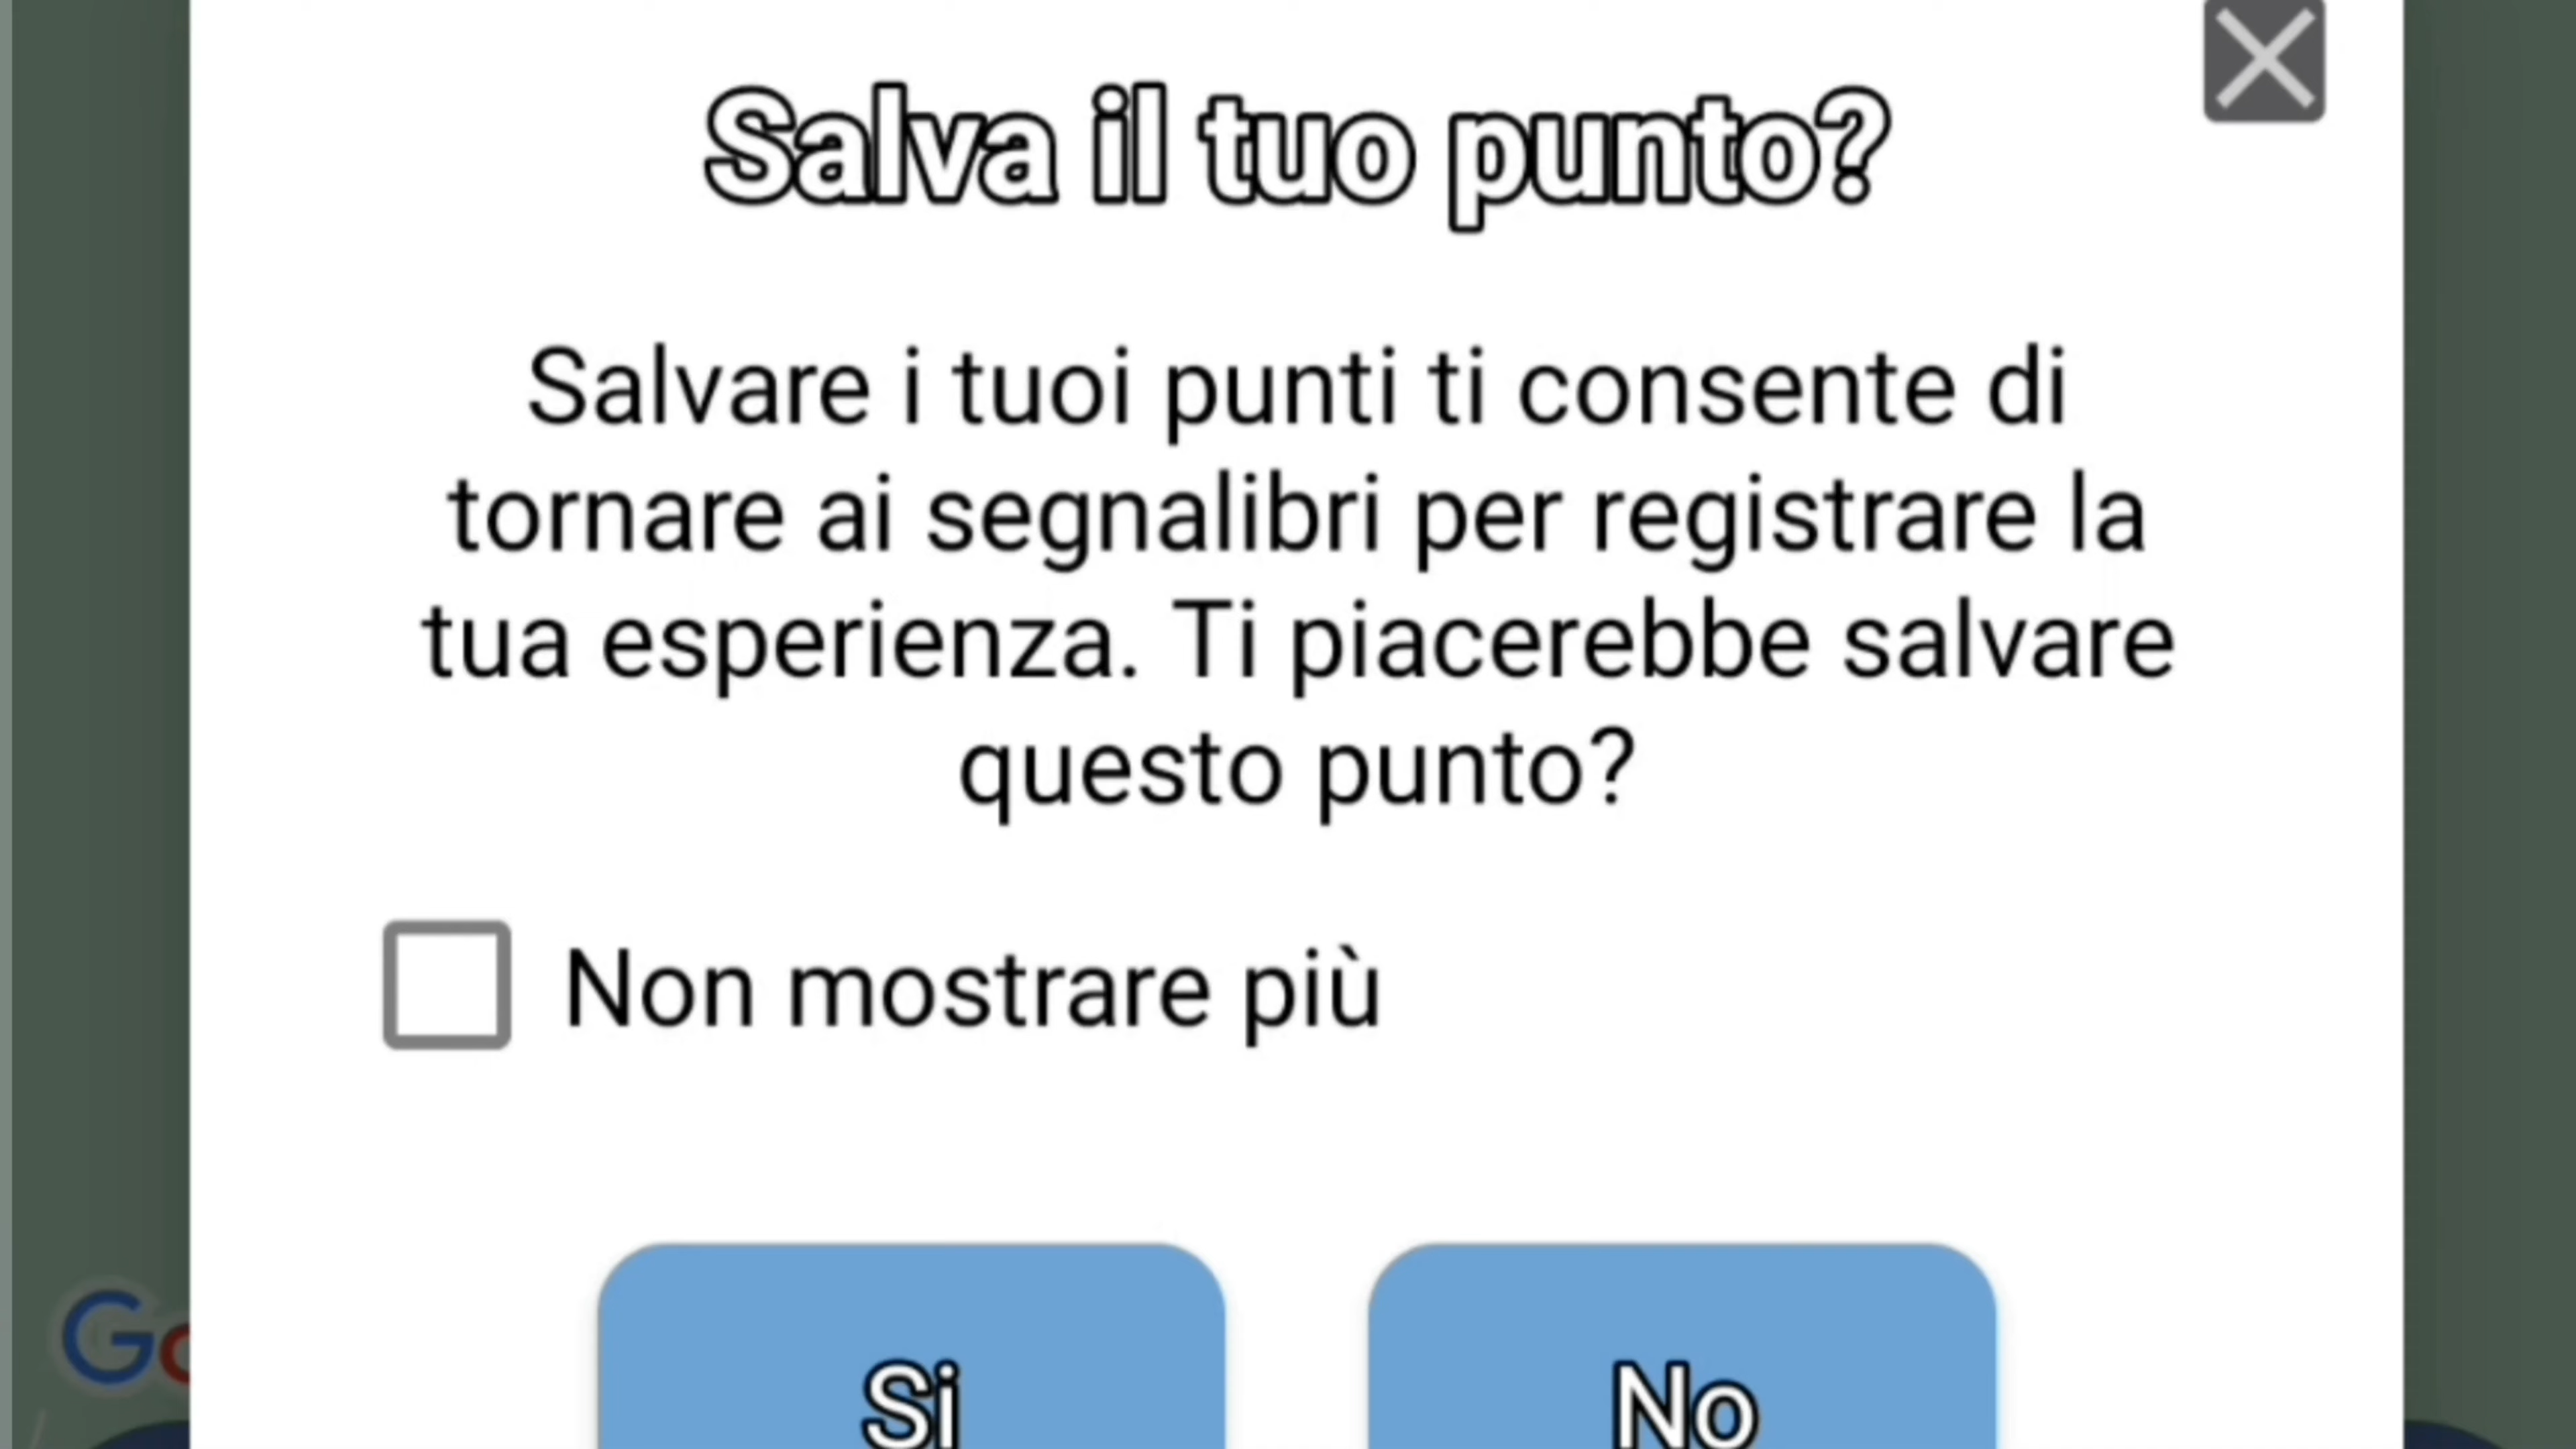 Salva il tuo punto?
Salvare i tuoi punti ti consente di
tornare ai segnalibri per registrare la
tua esperienza. Ti piacerebbe salvare
questo punto?
Non mostrare più
Si
No